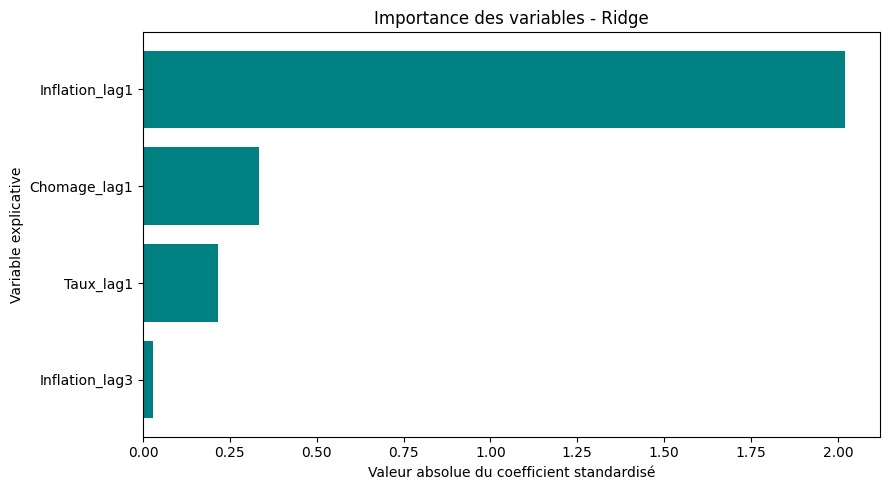 Importance des variables - Ridge
Variable explicative
Inflation_lag1
Chomage_lag1
Taux_lag1
Inflation_lag3
0.00 0.25 0.50 0.75 1.00 1.25 1.50 1.75 2.00
Valeur absolue du coefficient standardisé